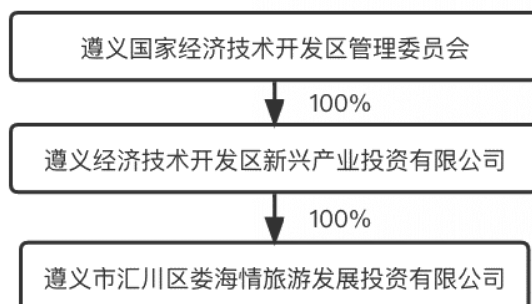 遵义国家经济技术开发区管理委员会
100%
遵义经济技术开发区新兴产业投资有限公司
100%
遵义市汇川区娄海情旅游发展投资有限公司